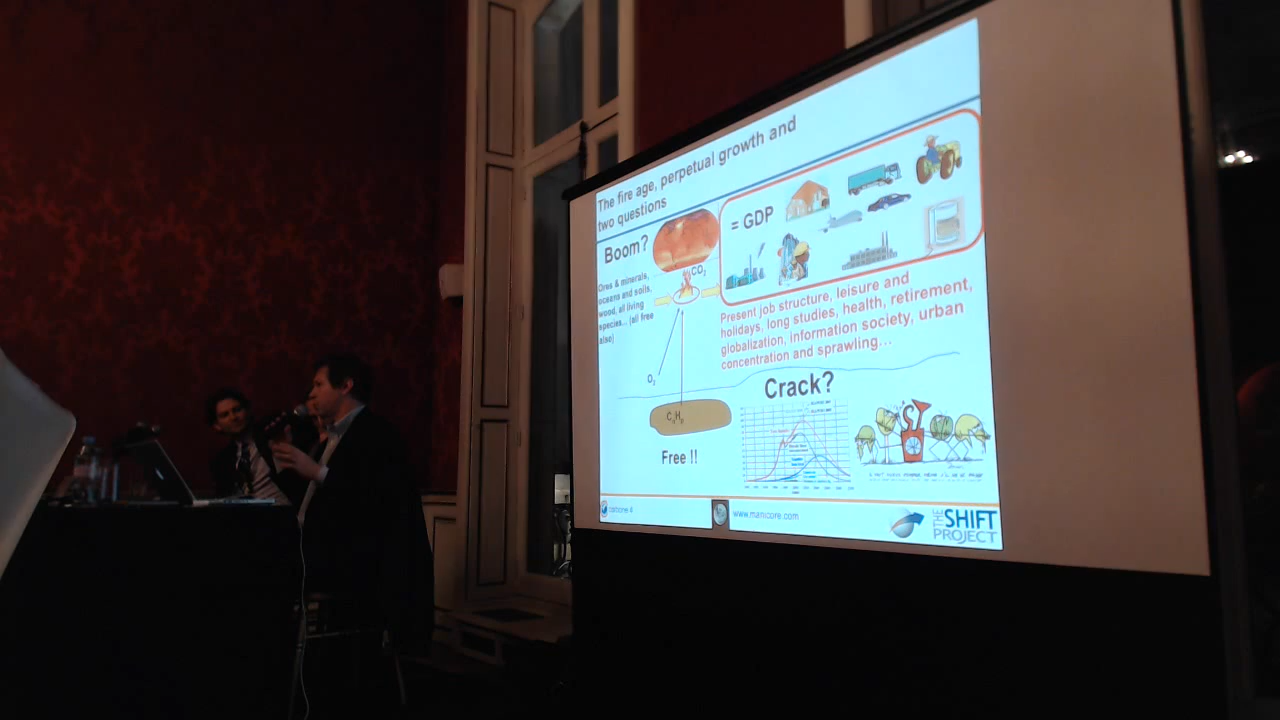 The fire age, perpetual growth and
two questions
Boom?
= GDP
CO2
Ores & minerals,
oceans and soils,
wood, all living
species... (all free
also)
Present job structure, leisure and
holidays, long studies, health, retirement,
globalization, information society, urban
concentration and sprawling...
O2
Crack?
Free !!
www.manicore.com
THE SHIFT
PROJECT